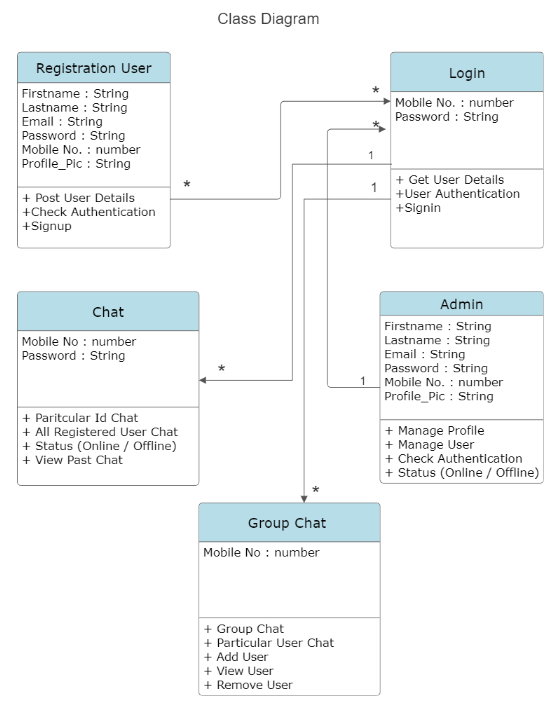 Class Diagram
Registration User
Firstname : String
Lastname : String
Email : String
Password : String
Mobile No. : number
Profile_Pic : String
+ Post User Details
+Check Authentication
+Signup
*
*
*
1
1
Login
Mobile No. : number
Password : String
+ Get User Details
+User Authentication
+Signin
Chat
Mobile No : number
Password : String
+ Paritcular Id Chat
+ All Registered User Chat
+ Status (Online / Offline)
+ View Past Chat
*
1
Admin
Firstname : String
Lastname : String
Email : String
Password : String
Mobile No. : number
Profile_Pic : String
+ Manage Profile
+ Manage User
+ Check Authentication
+ Status (Online / Offline)
*
Group Chat
Mobile No : number
+ Group Chat
+ Particular User Chat
+ Add User
+ View User
+ Remove User